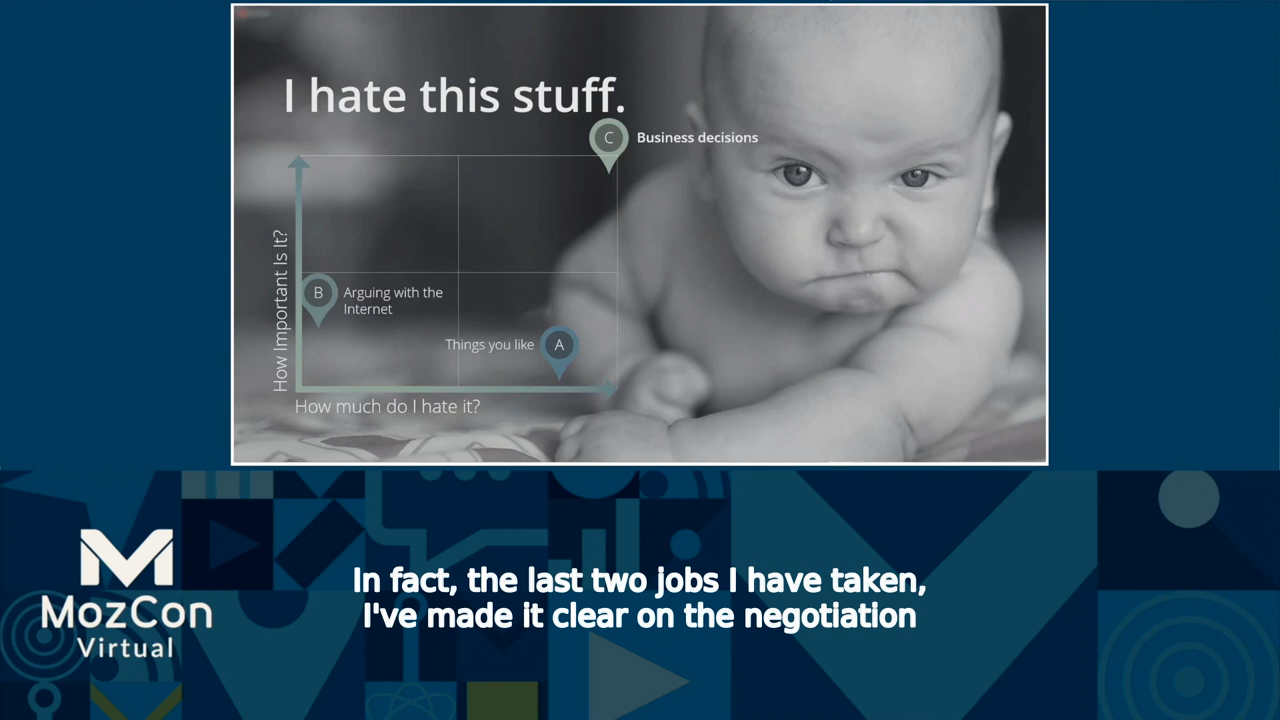 I hate this stuff.
C
Business decisions
How Important Is It?
B
Arguing with the
Internet
Things you like
A
How much do I hate it?
MozCon
Virtual
In fact, the last two jobs I have taken,
I've made it clear on the negotiation